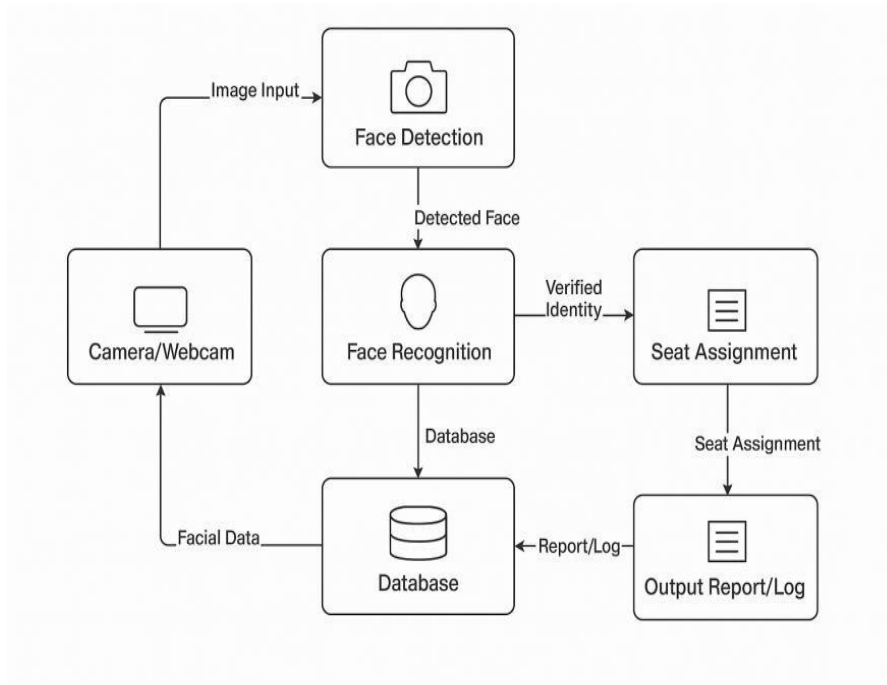 Image Input
Face Detection
Detected Face
Camera/Webcam
Face Recognition
Verified
Identity
Seat Assignment
Database
Seat Assignment
Facial Data
Database
Report/Log
Output Report/Log